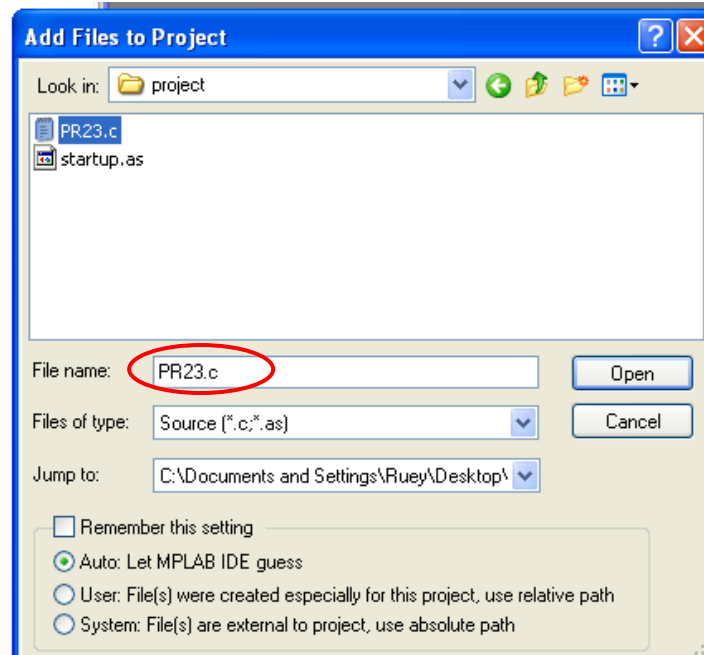 Add Files to Project
Look in: project
PR23.c
startup.as
File name: PR23.c
Open
Files of type: Source (*.c;*.as)
Cancel
Jump to: C:\Documents and Settings\Ruey\Desktop\
Remember this setting
Auto: Let MPLAB IDE guess
User: File(s) were created especially for this project, use relative path
System: File(s) are external to project, use absolute path